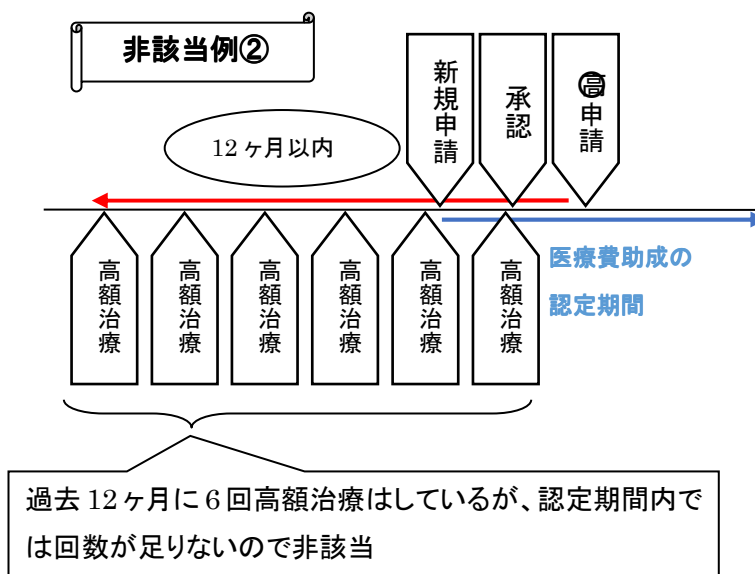 非該当例②
新規申請
承認
高申請
12ヶ月以内
高額治療
高額治療
高額治療
高額治療
高額治療
高額治療
医療費助成の
認定期間
過去12ヶ月に6回高額治療はしているが、認定期間内で
は回数が足りないので非該当